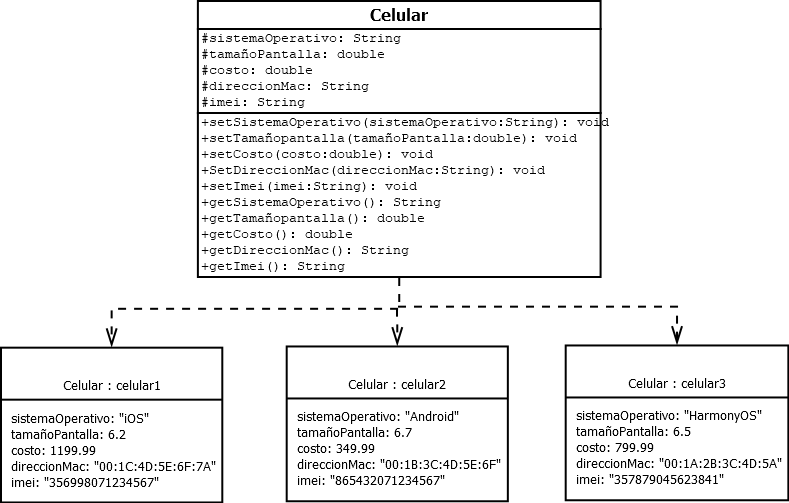 Celular
#sistemaOperativo: String
#tamañoPantalla: double
#costo: double
#direccionMac: String
#imei: String
+setSistemaOperativo(sistemaOperativo:String): void
+setTamañopantalla(tamañoPantalla:double): void
+setCosto(costo:double): void
+SetDireccionMac(direccionMac:String): void
+setImei(imei:String): void
+getSistemaOperativo(): String
+getTamañopantalla(): double
+getCosto(): double
+getDireccionMac(): String
+getImei(): String
Celular : celular1
sistemaOperativo: "iOS"
tamañoPantalla: 6.2
costo: 1199.99
direccionMac: "00:1C:4D:5E:6F:7A"
imei: "356998071234567"
Celular : celular2
sistemaOperativo: "Android"
tamañoPantalla: 6.7
costo: 349.99
direccionMac: "00:1B:3C:4D:5E:6F"
imei: "865432071234567"
Celular : celular3
sistemaOperativo: "HarmonyOS"
tamañoPantalla: 6.5
costo: 799.99
direccionMac: "00:1A:2B:3C:4D:5A"
imei: "357879045623841"